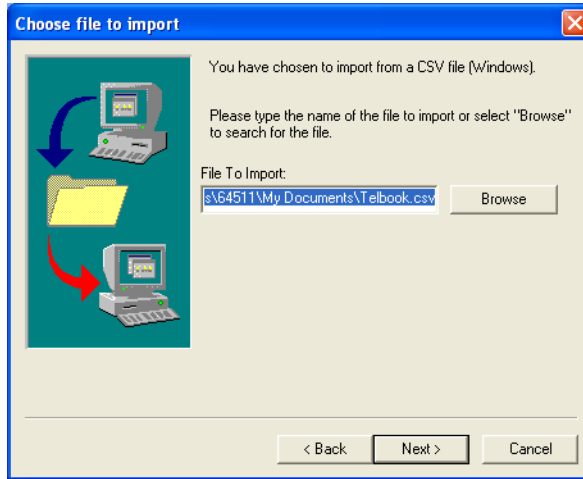 Choose file to import
You have chosen to import from a CSV file (Windows).
Please type the name of the file to import or select "Browse"
to search for the file.
File To Import:
s\64511\My Documents\Telbook.csv
Browse
< Back
Next >
Cancel